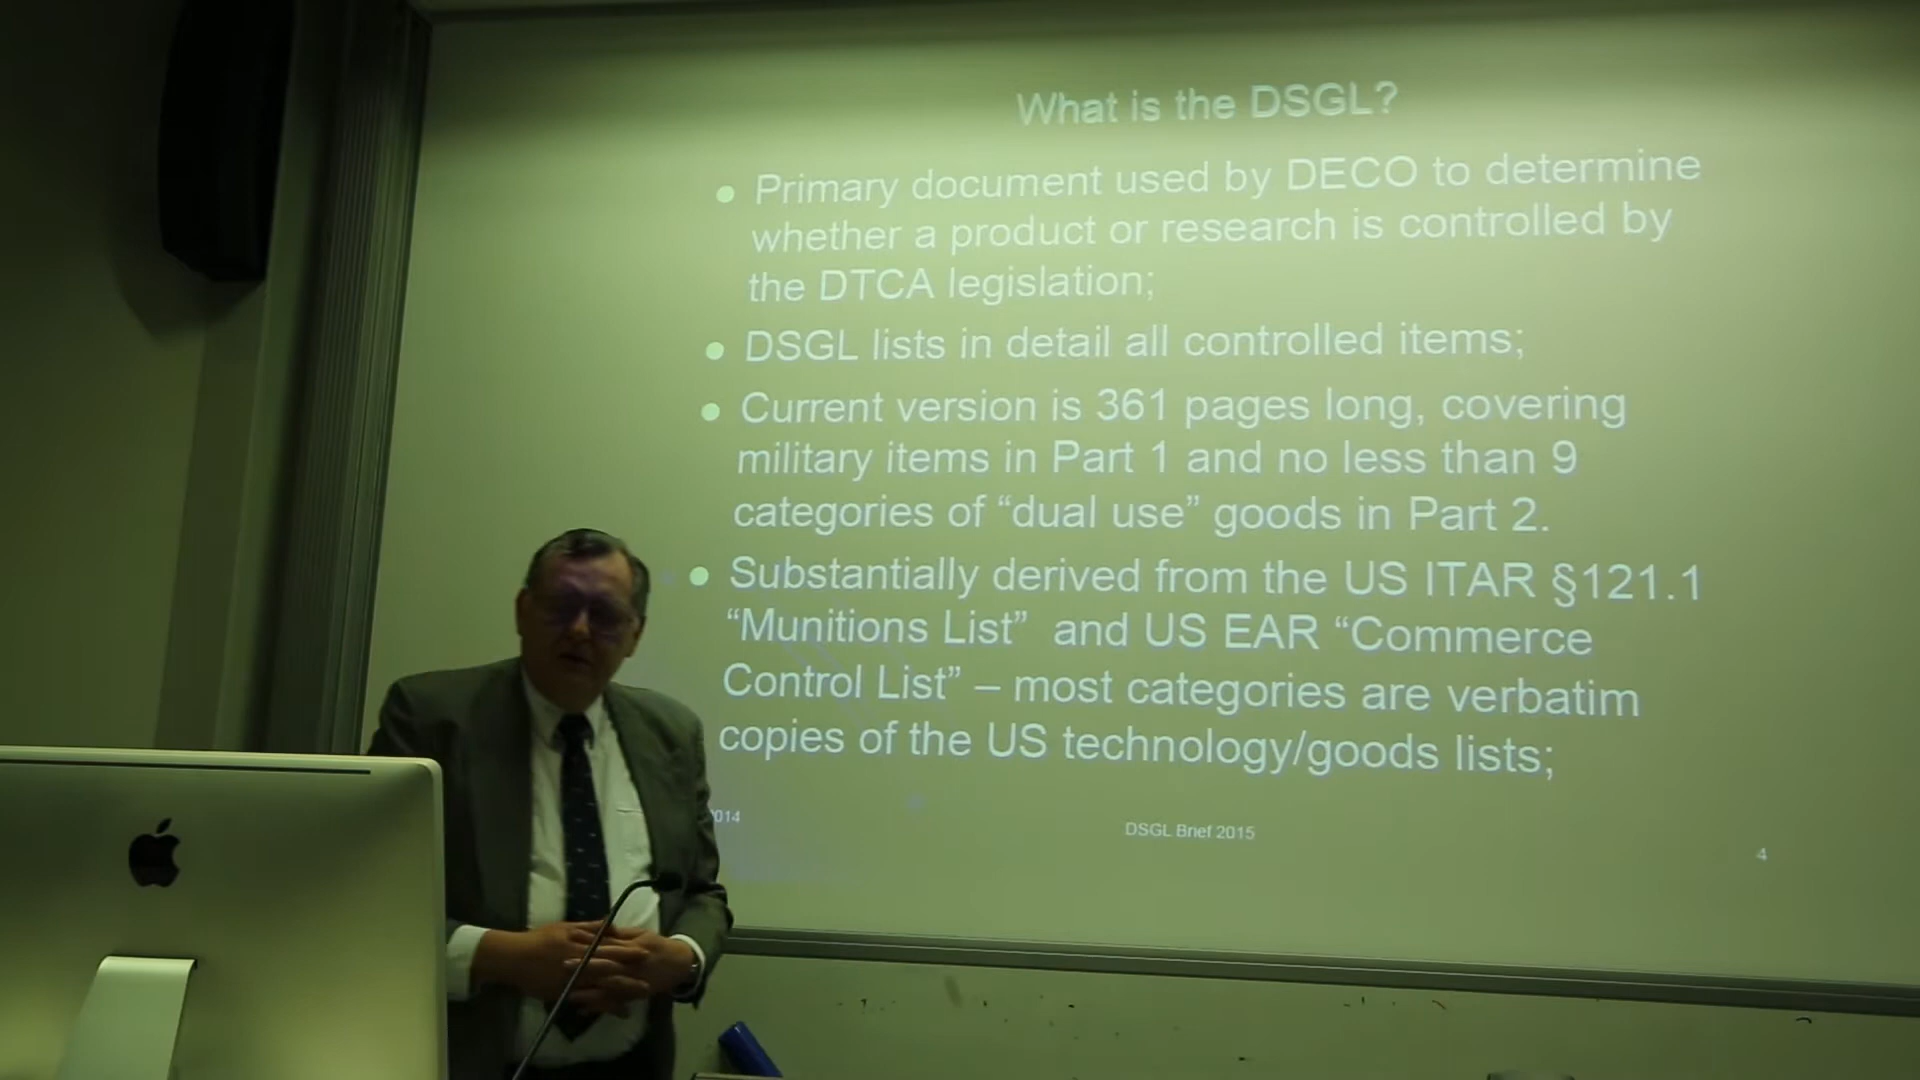 What is the DSGL?
● Primary document used by DECO to determine
whether a product or research is controlled by
the DTCA legislation;
● DSGL lists in detail all controlled items;
● Current version is 361 pages long, covering
military items in Part 1 and no less than 9
categories of “dual use” goods in Part 2.
● Substantially derived from the US ITAR §121.1
“Munitions List” and US EAR “Commerce
Control List” – most categories are verbatim
copies of the US technology/goods lists;
014
DSGL Brief 2015
4